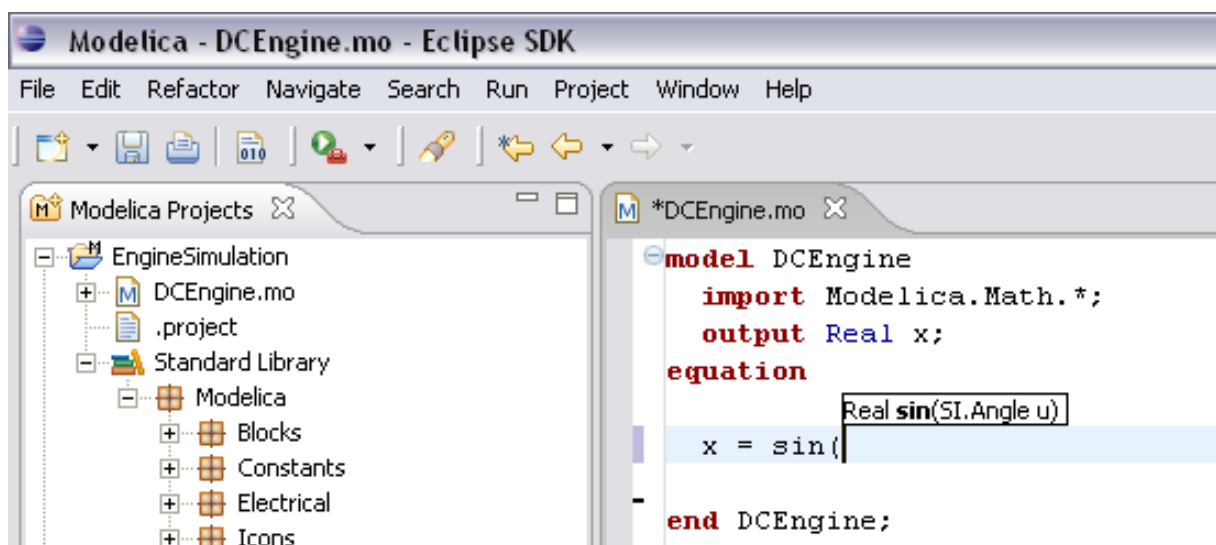 Modelica - DCEngine.mo - Eclipse SDK
File Edit Refactor Navigate Search Run Project Window Help
010
Modelica Projects
EngineSimulation
DCEngine.mo
.project
Standard Library
Modelica
Blocks
Constants
Electrical
Icons
*DCEngine.mo
model DCEngine
import Modelica.Math.*;
output Real x;
equation
Real sin(SI.Angle u)
x = sin(
end DCEngine;